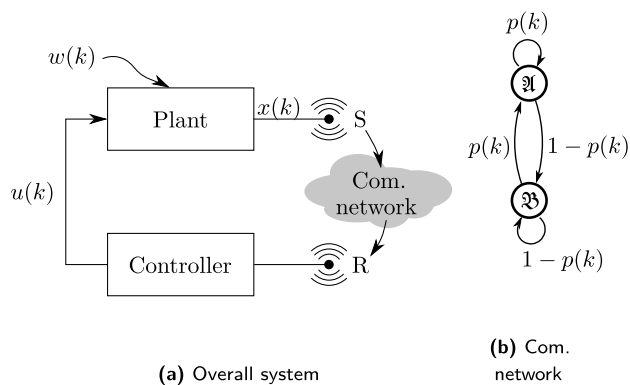 w(k)
Plant
x(k)
S
u(k)
Com.
network
Controller
R
(a) Overall system
p(k)
𝔄
p(k)
1 − p(k)
𝔅
1 − p(k)
(b) Com.
network